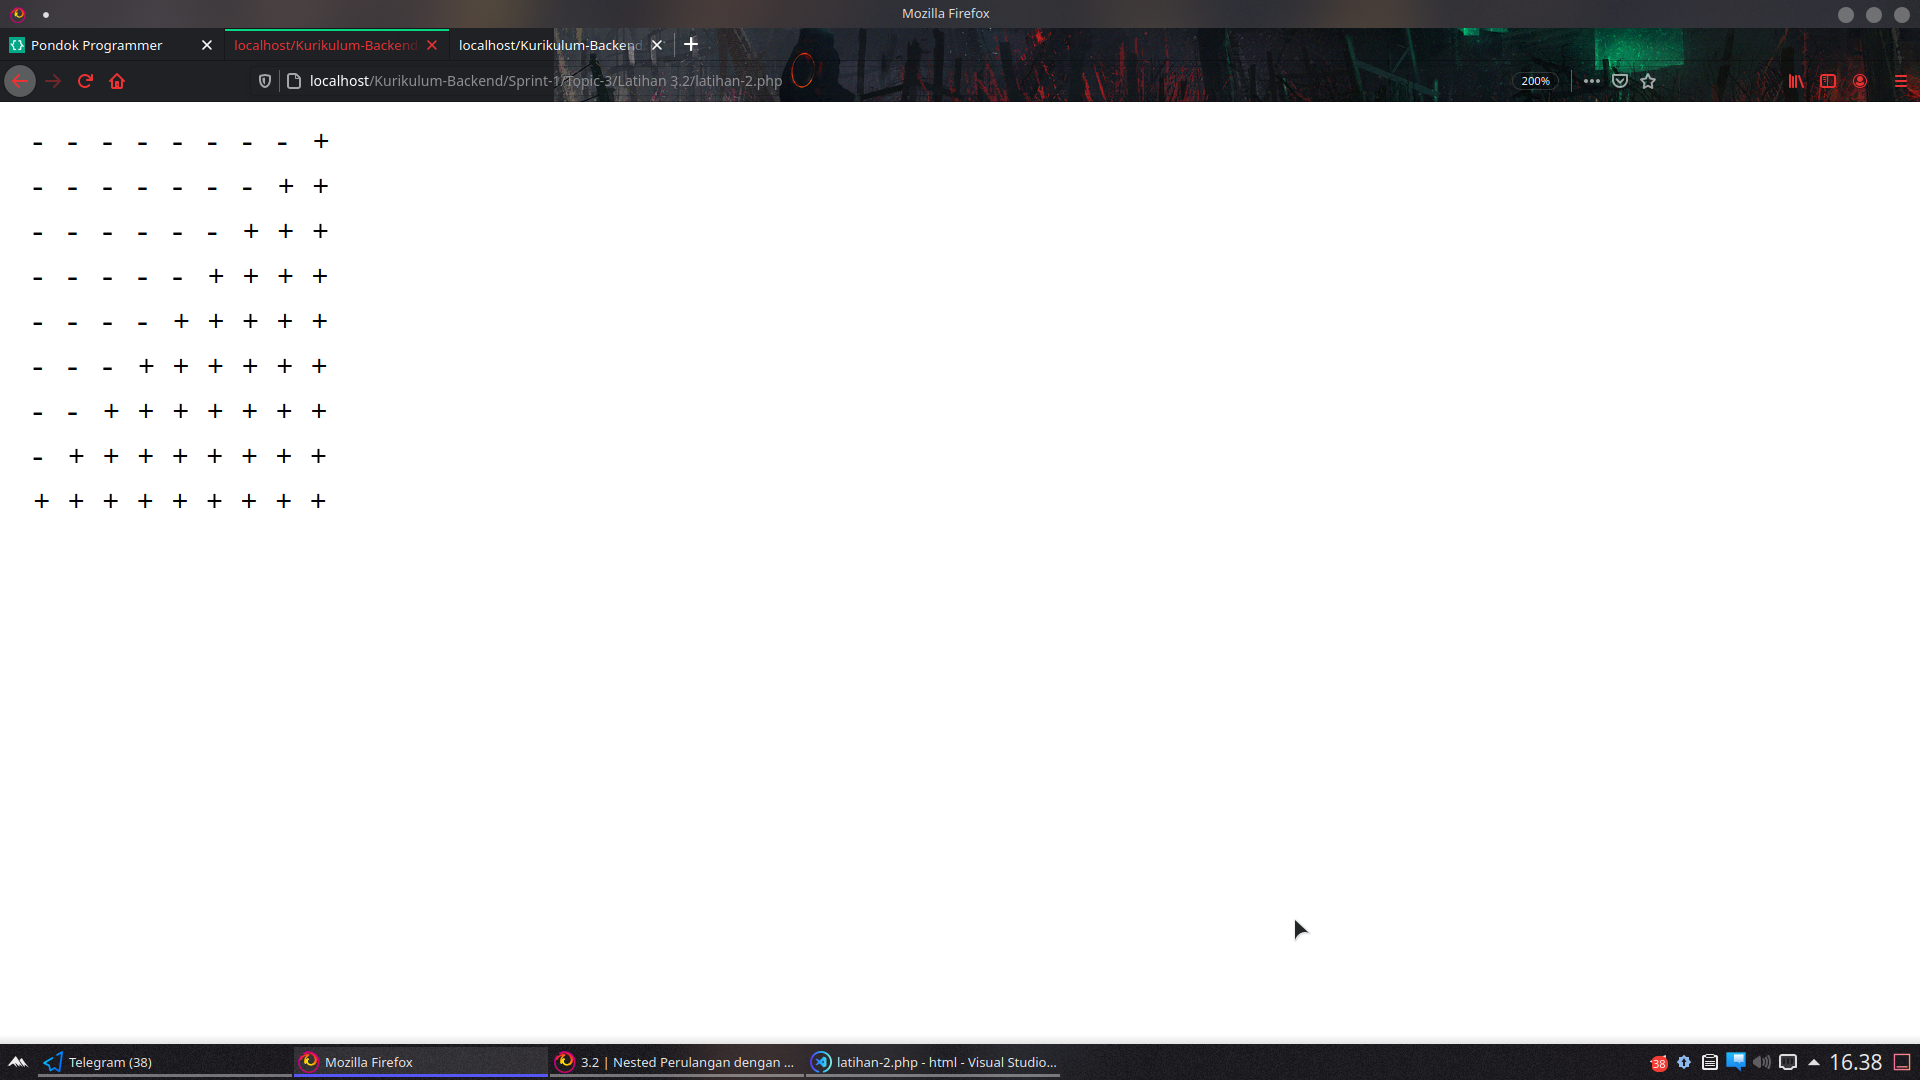 Mozilla Firefox
Pondok Programmer
localhost/Kurikulum-Backend
localhost/Kurikulum-Backend
localhost/Kurikulum-Backend/Sprint-1/Topic-3/Latihan 3.2/latihan-2.php
200%
- - - - - - - - +
- - - - - - - + +
- - - - - - + + +
- - - - - + + + +
- - - - + + + + +
- - - + + + + + +
- - + + + + + + +
- + + + + + + + +
+ + + + + + + + +
Telegram (38)
Mozilla Firefox
3.2 | Nested Perulangan dengan ...
latihan-2.php - html - Visual Studio...
38
16.38